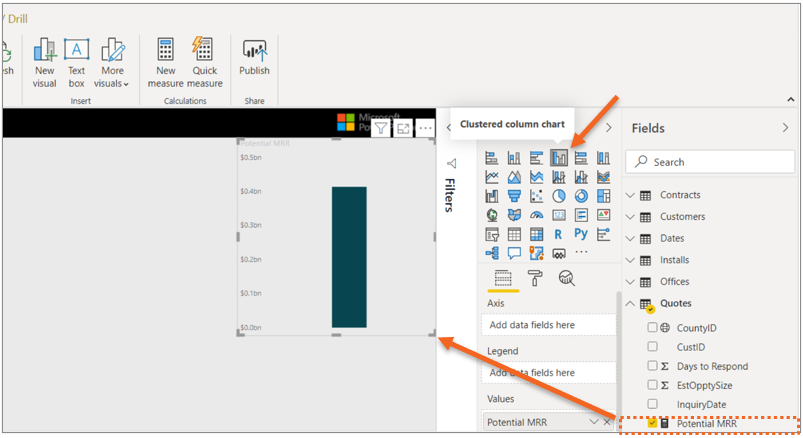 / Drill
sh
New visual
Text box
More visuals
New measure
Quick measure
Publish
Insert
Calculations
Share
Microsoft
Clustered column chart
Potential MRR
$0.5bn
$0.4bn
$0.3bn
$0.2bn
$0.1bn
$0.0bn
Filters
R
Py
Axis
Add data fields here
Legend
Add data fields here
Values
Potential MRR
Fields
Search
Contracts
Customers
Dates
Installs
Offices
Quotes
CountyID
CustID
Σ Days to Respond
Σ EstOpptySize
InquiryDate
Potential MRR